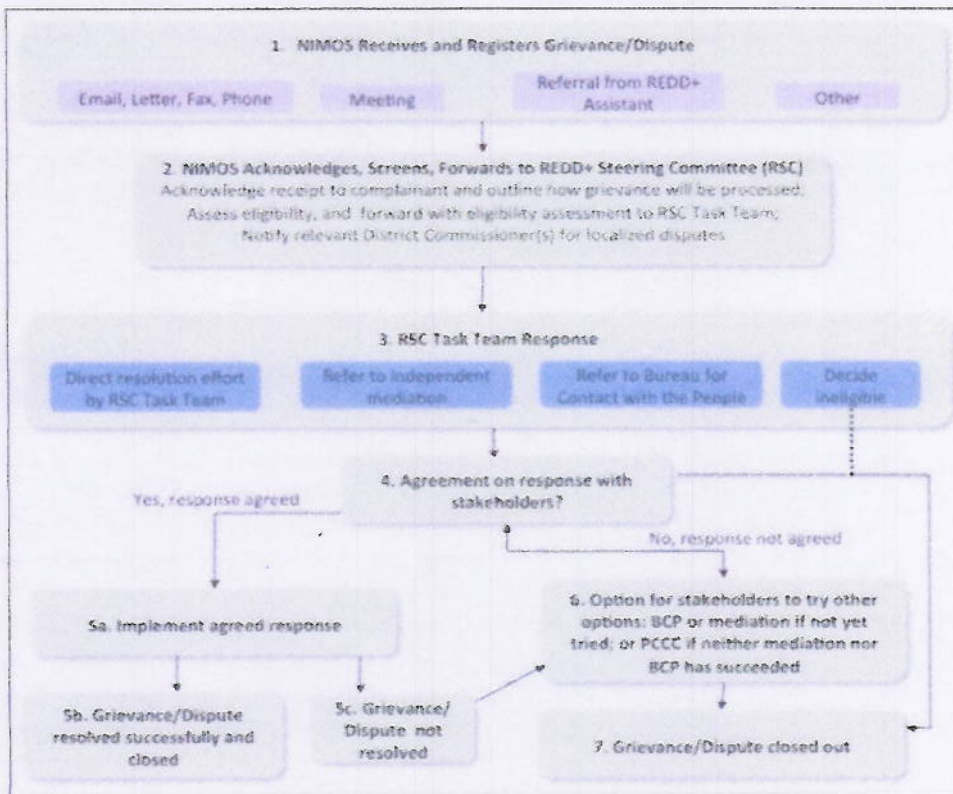 1. NIMOS Receives and Registers Grievance/Dispute
Email, Letter, Fax, Phone
Meeting
Referral from REDD+
Assistant
Other
2. NIMOS Acknowledges, Screens, Forwards to REDD+ Steering Committee (RSC)
Acknowledge receipt to complainant and outline how grievance will be processed;
Assess eligibility, and forward with eligibility assessment to RSC Task Team;
Notify relevant District Commissioner(s) for localized disputes
3. RSC Task Team Response
Direct resolution effort
by RSC Task Team
Refer to Independent
mediation
Refer to Bureau for
Contact with the People
Decide
ineligible
4. Agreement on response with
stakeholders?
Yes, response agreed
No, response not agreed
5a. Implement agreed response
6. Option for stakeholders to try other
options: BCP or mediation if not yet
tried; or PCCC if neither mediation nor
BCP has succeeded
5b. Grievance/Dispute
resolved successfully and
closed
5c. Grievance/
Dispute not
resolved
7. Grievance/Dispute closed out